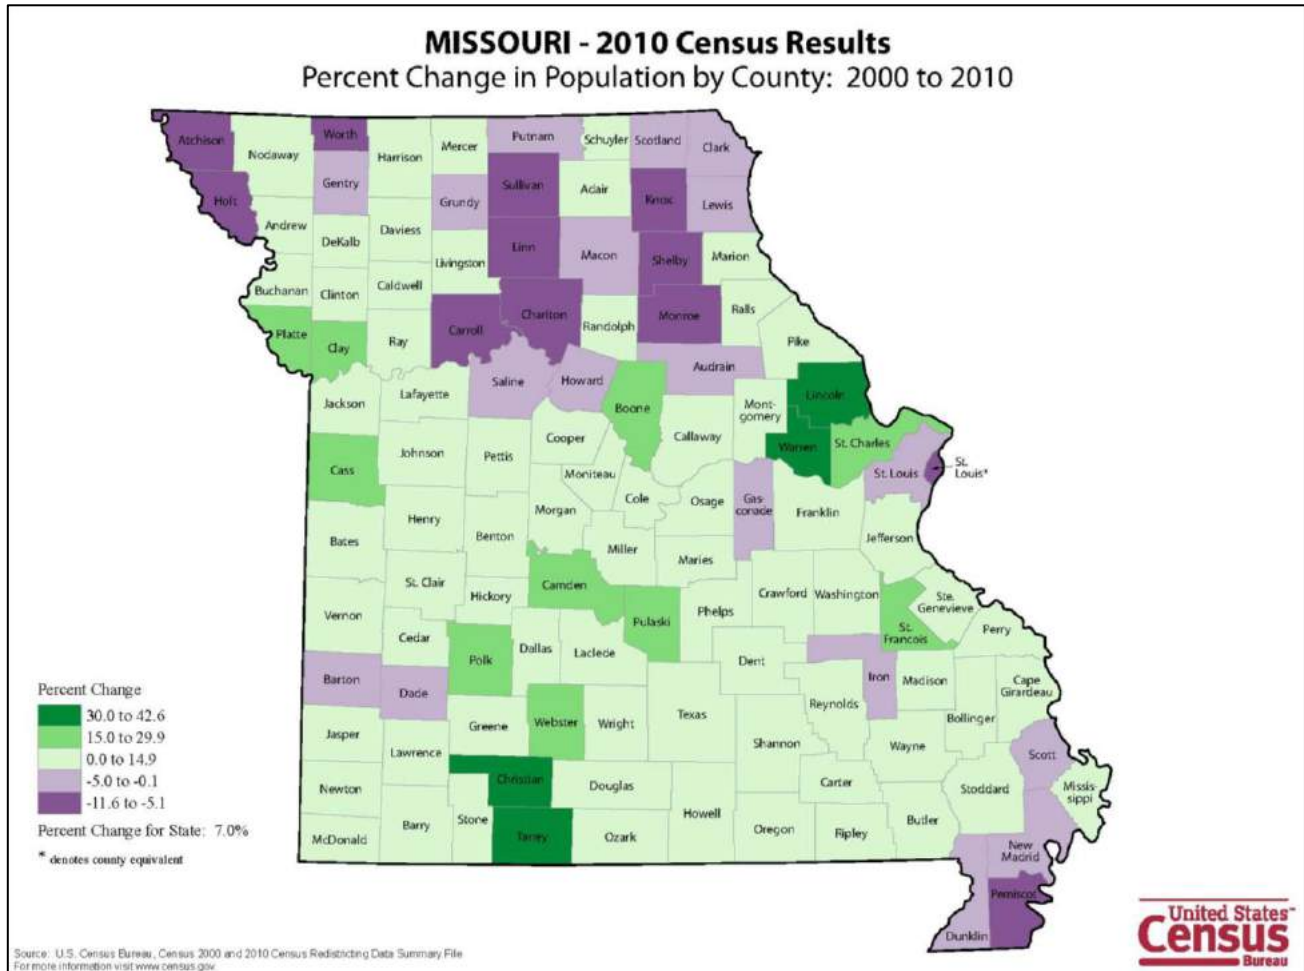 MISSOURI - 2010 Census Results
Percent Change in Population by County: 2000 to 2010
Atchison
Nodaway
Worth
Harrison
Mercer
Putnam
Schuyler
Scotland
Clark
Holt
Gentry
Grundy
Sullivan
Adair
Knox
Lewis
Andrew
DeKalb
Daviess
Livingston
Linn
Macon
Shelby
Marion
Buchanan
Clinton
Caldwell
Carroll
Chariton
Randolph
Monroe
Ralls
Pike
Platte
Clay
Ray
Saline
Howard
Boone
Audrain
Lincoln
Jackson
Lafayette
Cooper
Callaway
Mont-
gomery
Warren
St. Charles
St. Louis
St.
Louis*
Cass
Johnson
Pettis
Moniteau
Cole
Osage
Gas-
conade
Franklin
Jefferson
Bates
Henry
Benton
Morgan
Miller
Maries
St. Clair
Hickory
Camden
Pulaski
Phelps
Crawford
Washington
Ste.
Genevieve
St.
Francois
Perry
Vernon
Cedar
Polk
Dallas
Laclede
Dent
Iron
Madison
Cape
Girardeau
Barton
Dade
Greene
Webster
Wright
Texas
Reynolds
Bollinger
Jasper
Lawrence
Shannon
Wayne
Scott
Newton
Christian
Douglas
Howell
Carter
Stoddard
Missis-
sippi
McDonald
Barry
Stone
Taney
Ozark
Oregon
Ripley
Butler
New
Madrid
Pemiscot
Dunklin
Percent Change
30.0 to 42.6
15.0 to 29.9
0.0 to 14.9
-5.0 to -0.1
-11.6 to -5.1
Percent Change for State: 7.0%
* denotes county equivalent
Source: U.S. Census Bureau, Census 2000 and 2010 Census Redistricting Data Summary File
For more information visit www.census.gov.
United States™
Census
Bureau